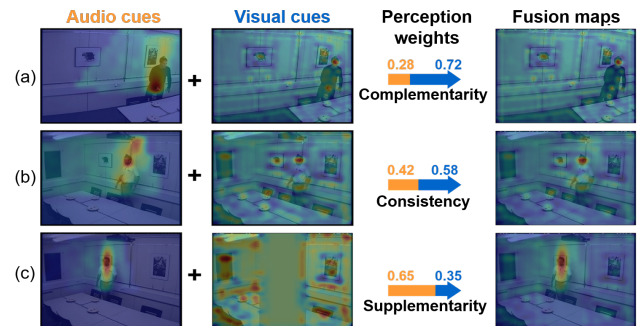 Audio cues Visual cues Perception weights Fusion maps
(a) + 0.28 0.72
Complementarity
(b) + 0.42 0.58
Consistency
(c) + 0.65 0.35
Supplementarity